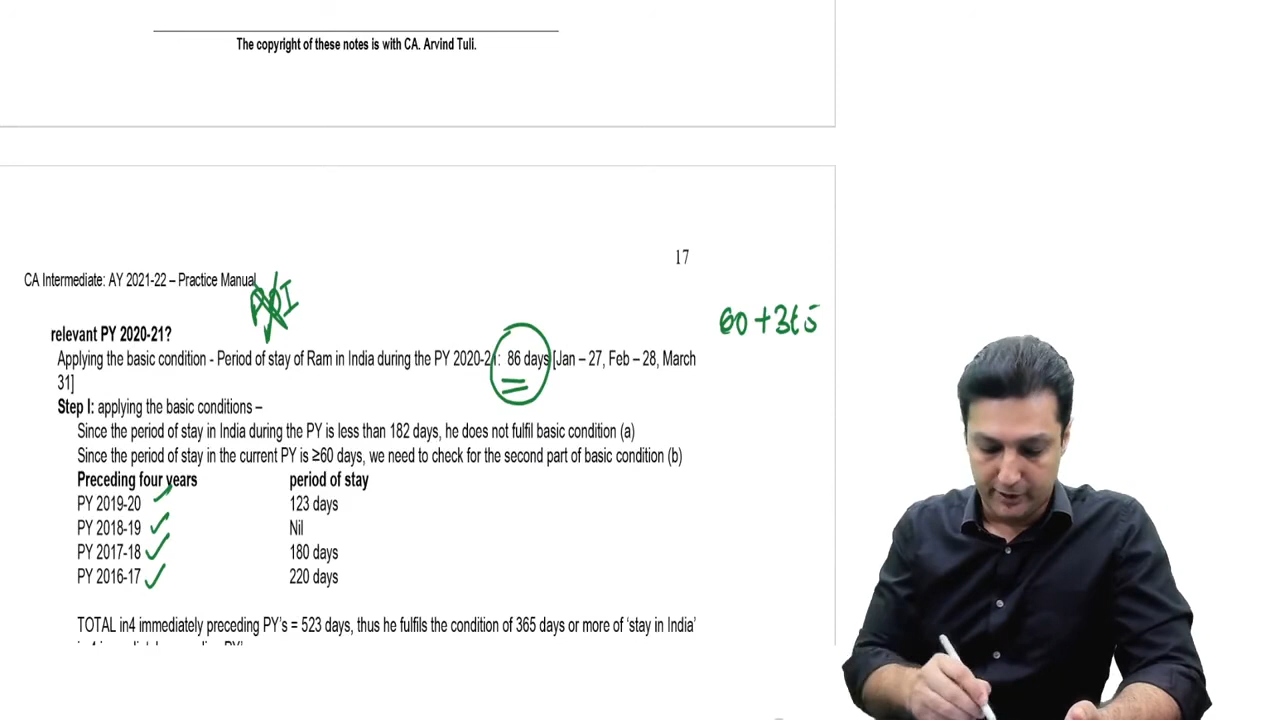 The copyright of these notes is with CA. Arvind Tuli.
17
CA Intermediate: AY 2021-22 – Practice Manual
60 + 365
relevant PY 2020-21?
Applying the basic condition - Period of stay of Ram in India during the PY 2020-21: 86 days [Jan – 27, Feb – 28, March
31]
Step I: applying the basic conditions –
Since the period of stay in India during the PY is less than 182 days, he does not fulfil basic condition (a)
Since the period of stay in the current PY is ≥60 days, we need to check for the second part of basic condition (b)
Preceding four years period of stay
PY 2019-20 123 days
PY 2018-19 Nil
PY 2017-18 180 days
PY 2016-17 220 days
TOTAL in4 immediately preceding PY's = 523 days, thus he fulfils the condition of 365 days or more of 'stay in India'